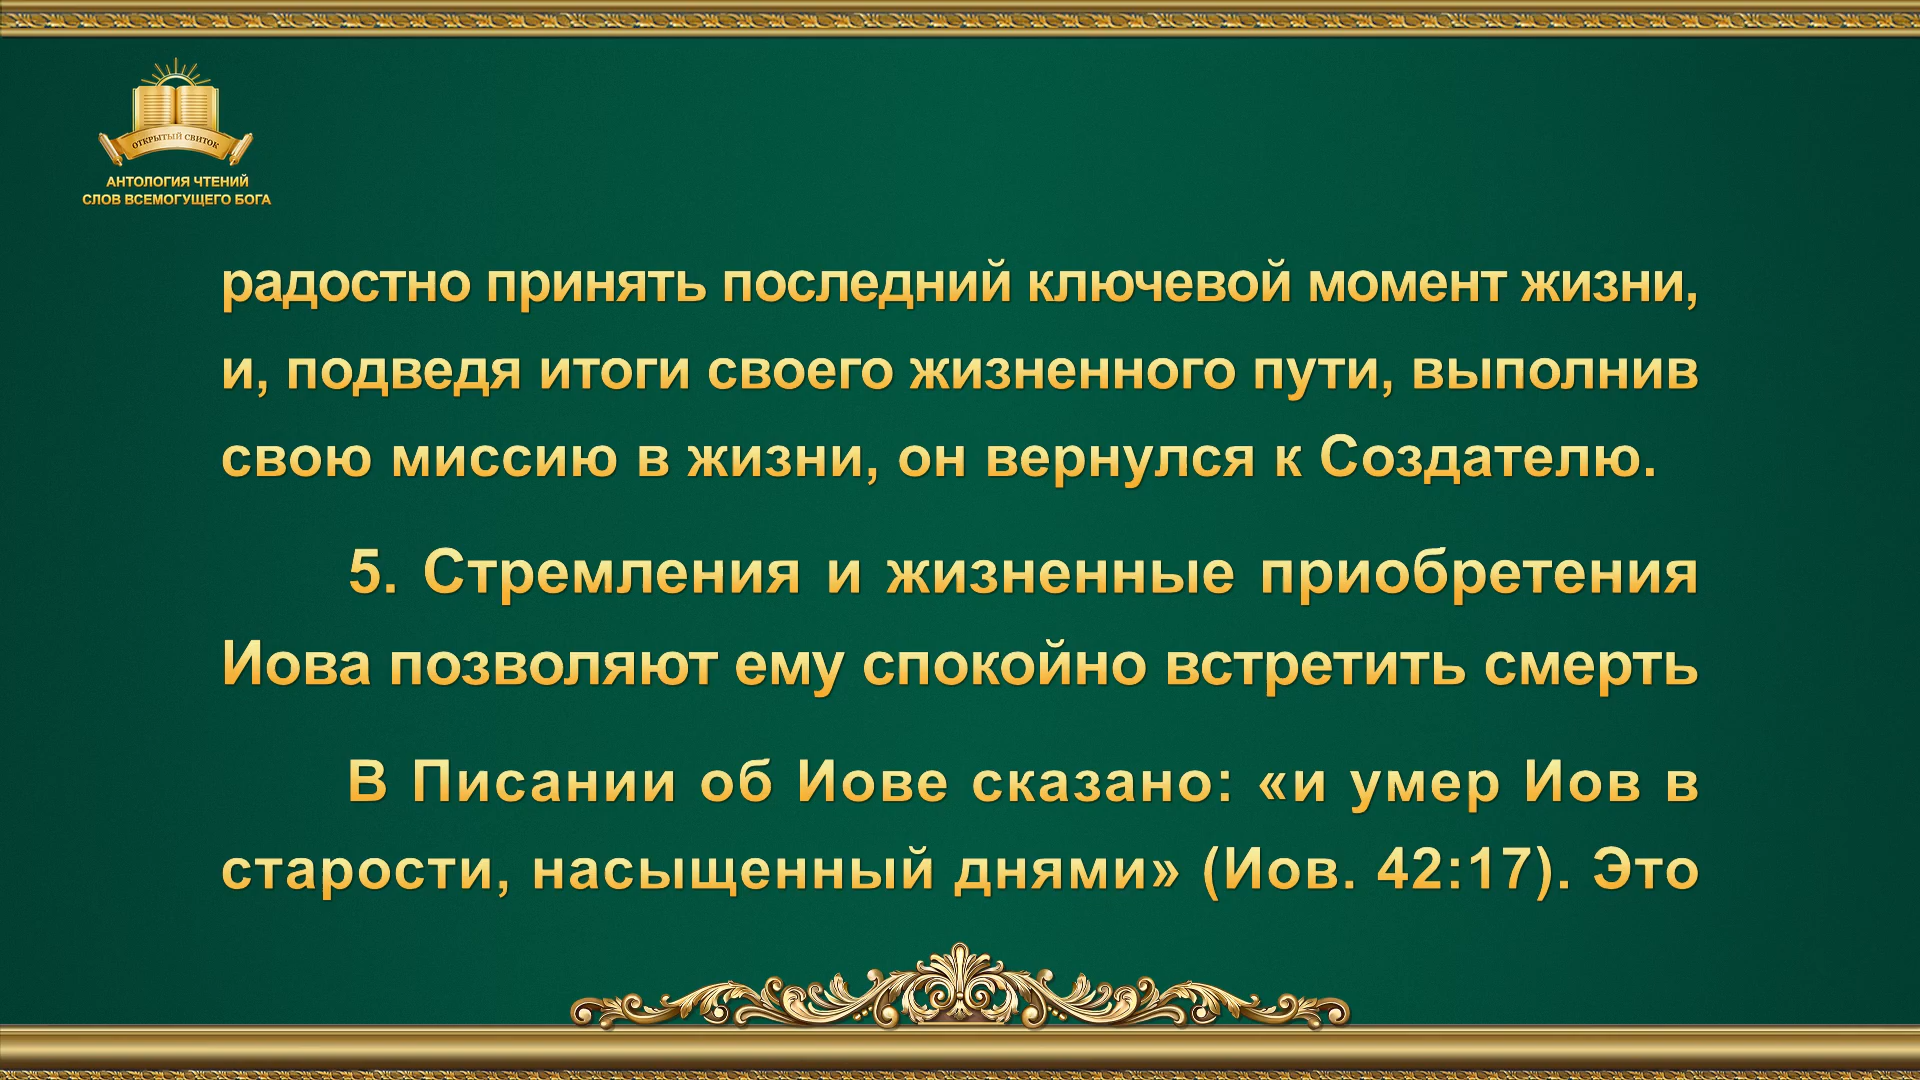 ОТКРЫТЫЙ СВИТОК
АНТОЛОГИЯ ЧТЕНИЙ
СЛОВ ВСЕМОГУЩЕГО БОГА
радостно принять последний ключевой момент жизни,
и, подведя итоги своего жизненного пути, выполнив
свою миссию в жизни, он вернулся к Создателю.
5. Стремления и жизненные приобретения
Иова позволяют ему спокойно встретить смерть
В Писании об Иове сказано: «и умер Иов в
старости, насыщенный днями» (Иов. 42:17). Это